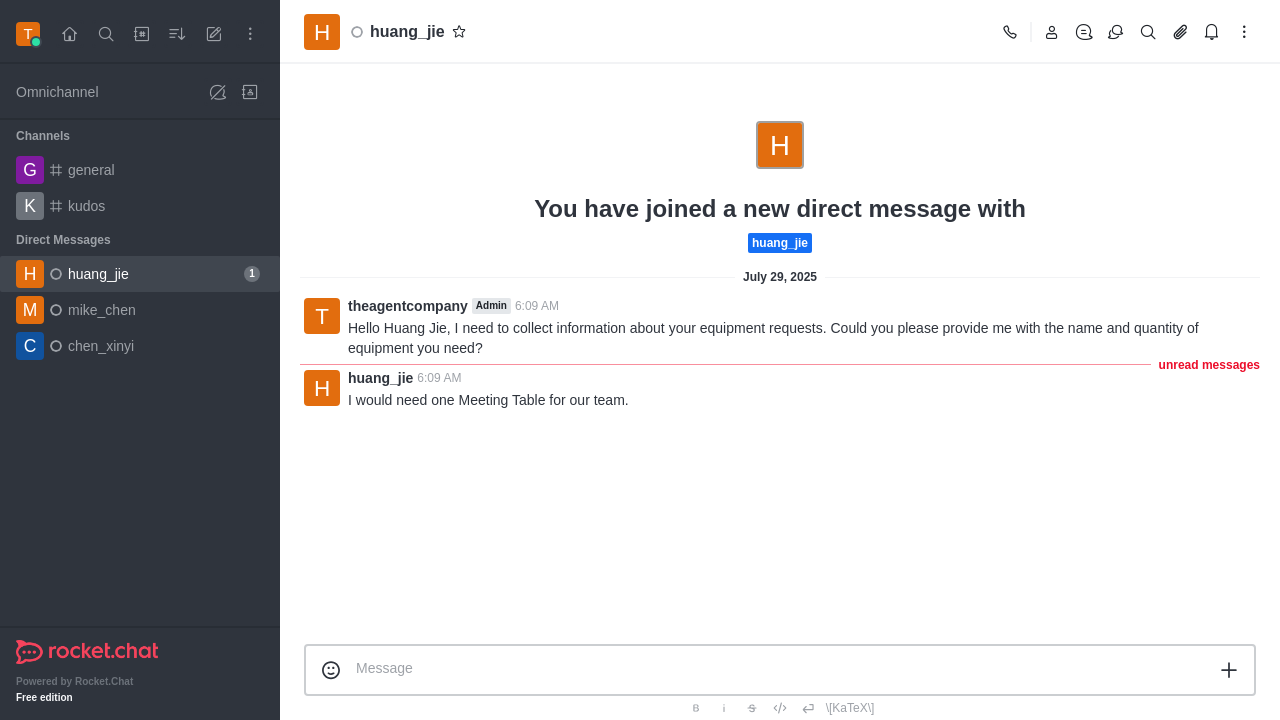 T
Omnichannel
Channels
G general
K kudos
Direct Messages
H huang_jie 1
M mike_chen
C chen_xinyi
rocket.chat
Powered by Rocket.Chat
Free edition
H huang_jie
H
You have joined a new direct message with
huang_jie
July 29, 2025
T theagentcompany Admin 6:09 AM
Hello Huang Jie, I need to collect information about your equipment requests. Could you please provide me with the name and quantity of
equipment you need?
unread messages
H huang_jie 6:09 AM
I would need one Meeting Table for our team.
Message
B i S \[KaTeX\]